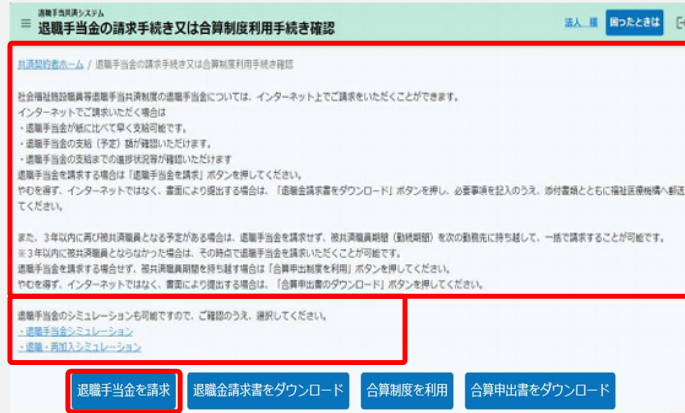 退職手当共済システム
退職手当金の請求手続き又は合算制度利用手続き確認
法人 様
困ったときは
共済契約者ホーム / 退職手当金の請求手続き又は合算制度利用手続き確認
社会福祉施設職員等退職手当共済制度の退職手当金については、インターネット上でご請求をいただくことができます。
インターネットでご請求いただく場合は
・退職手当金が紙に比べて早く支給可能です。
・退職手当金の支給(予定)額が確認いただけます。
・退職手当金の支給までの進捗状況等が確認いただけます
退職手当金を請求する場合は「退職手当金を請求」ボタンを押してください。
やむを得ず、インターネットではなく、書面により提出する場合は、「退職金請求書をダウンロード」ボタンを押し、必要事項を記入のうえ、添付書類とともに福祉医療機構へ郵送
てください。
また、3年以内に再び被共済職員となる予定がある場合は、退職手当金を請求せず、被共済職員期間(勤続期間)を次の勤務先に持ち越して、一括で請求することが可能です。
※3年以内に被共済職員とならなかった場合は、その時点で退職手当金を請求いただくことが可能です。
退職手当金を請求する場合せず、被共済職員期間を持ち越す場合は「合算申出制度を利用」ボタンを押してください。
やむを得ず、インターネットではなく、書面により提出する場合は、「合算申出書のダウンロード」ボタンを押してください。
退職手当金のシミュレーションも可能ですので、ご確認のうえ、選択してください。
・退職手当金シミュレーション
・退職・再加入シミュレーション
退職手当金を請求
退職金請求書をダウンロード
合算制度を利用
合算申出書をダウンロード